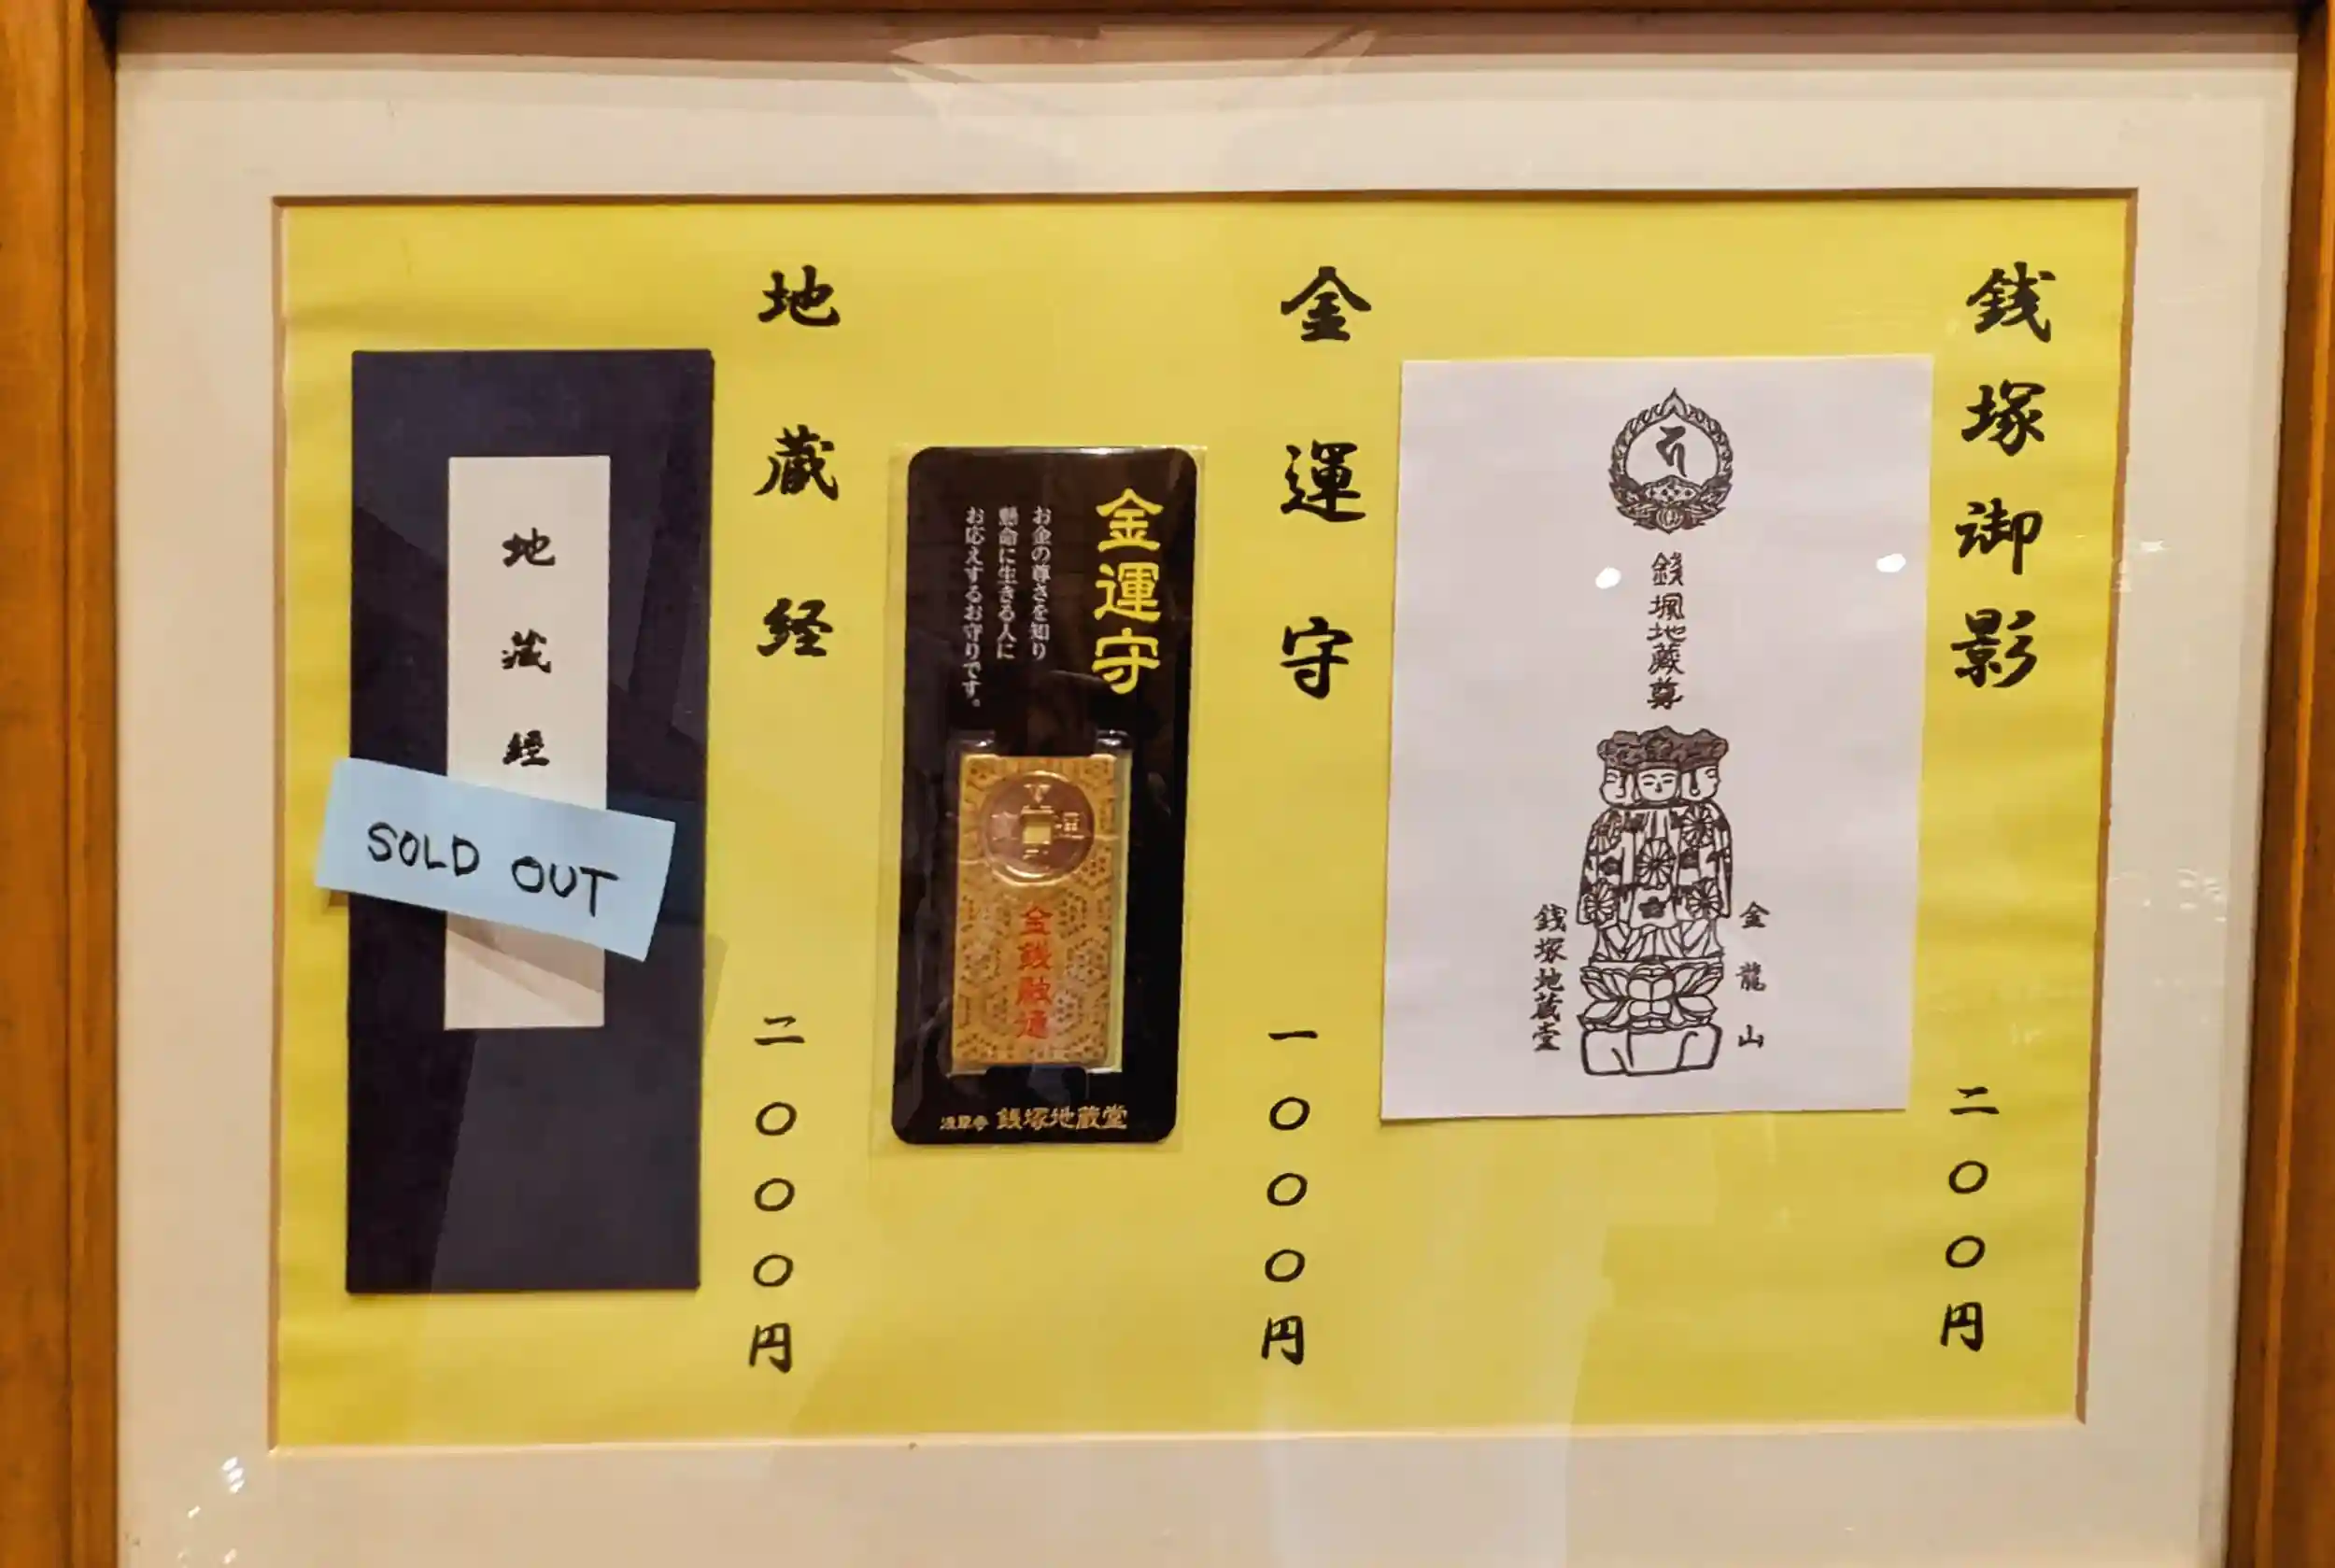 銭塚御影
二〇〇円
銭塚地蔵尊
金龍山
銭塚地蔵堂
金運守
一〇〇〇円
金運守
お金の尊さを知り
懸命に生きる人に
お応えするお守りです。
金銭融通
浅草寺 銭塚地蔵堂
地蔵経
二〇〇〇円
地蔵経
SOLD OUT